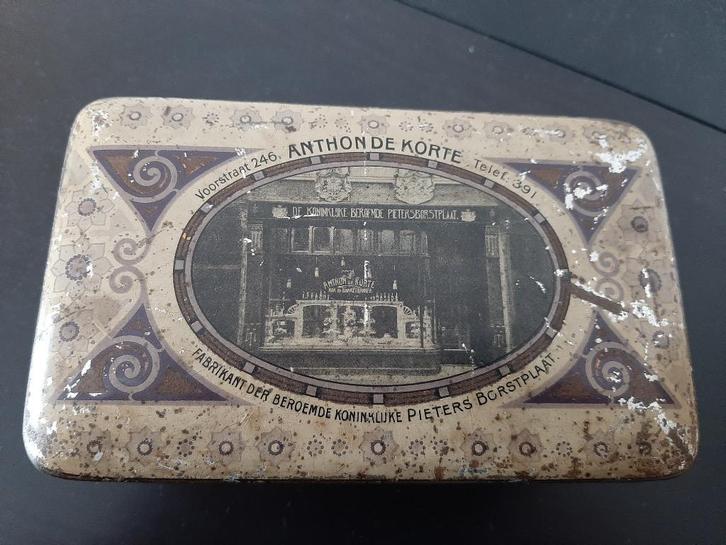 Voorstraat 246. ANTHON DE KORTE Telef. 391
DE KONINKLIJKE BEROEMDE PIETERSBORSTPLAAT.
ANTHON DE KORTE
FABRIKANT DER BEROEMDE KONINKLIJKE PIETERS BORSTPLAAT.